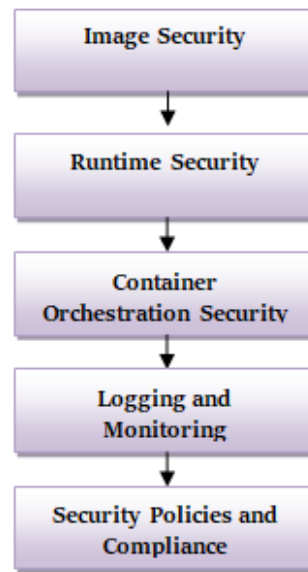 Image Security
Runtime Security
Container
Orchestration Security
Logging and
Monitoring
Security Policies and
Compliance